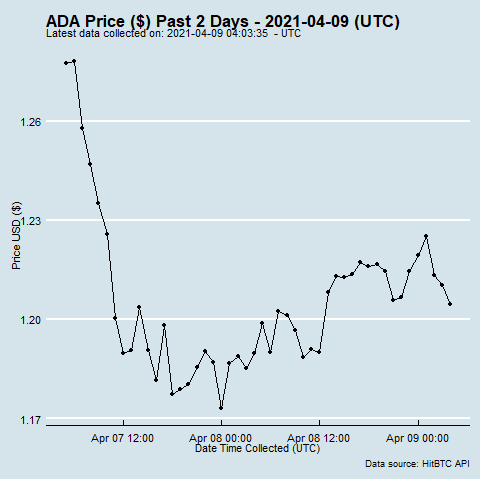 ADA Price ($) Past 2 Days - 2021-04-09 (UTC)
Latest data collected on: 2021-04-09 04:03:35 - UTC
1.26
1.23
1.20
1.17
Price USD ($)
Apr 07 12:00
Apr 08 00:00
Apr 08 12:00
Apr 09 00:00
Date Time Collected (UTC)
Data source: HitBTC API